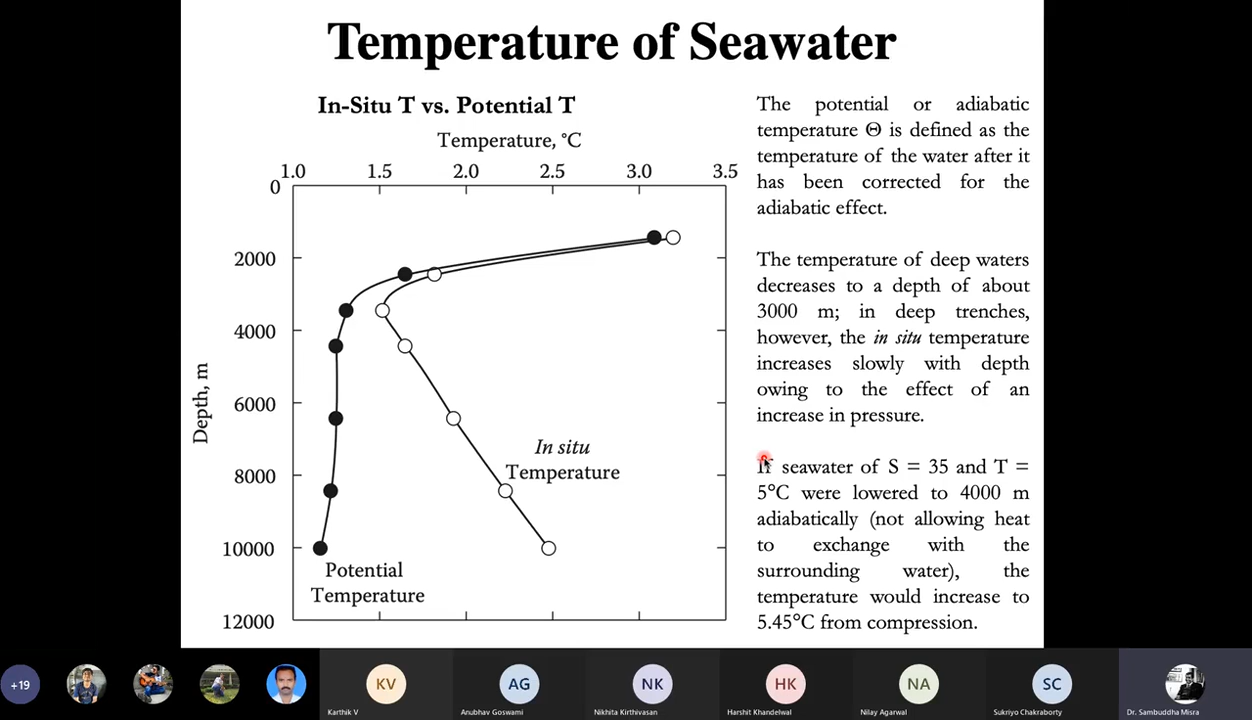 Temperature of Seawater
In-Situ T vs. Potential T
Temperature, °C
1.0 1.5 2.0 2.5 3.0 3.5
0
2000
4000
6000
8000
10000
12000
Depth, m
In situ
Temperature
Potential
Temperature
The potential or adiabatic
temperature Θ is defined as the
temperature of the water after it
has been corrected for the
adiabatic effect.
The temperature of deep waters
decreases to a depth of about
3000 m; in deep trenches,
however, the in situ temperature
increases slowly with depth
owing to the effect of an
increase in pressure.
If seawater of S = 35 and T =
5°C were lowered to 4000 m
adiabatically (not allowing heat
to exchange with the
surrounding water), the
temperature would increase to
5.45°C from compression.
+19
KV
AG
NK
HK
NA
SC
Karthik V
Anubhav Goswami
Nikhita Kirthivasan
Harshit Khandelwal
Nilay Agarwal
Sukriyo Chakraborty
Dr. Sambuddha Misra